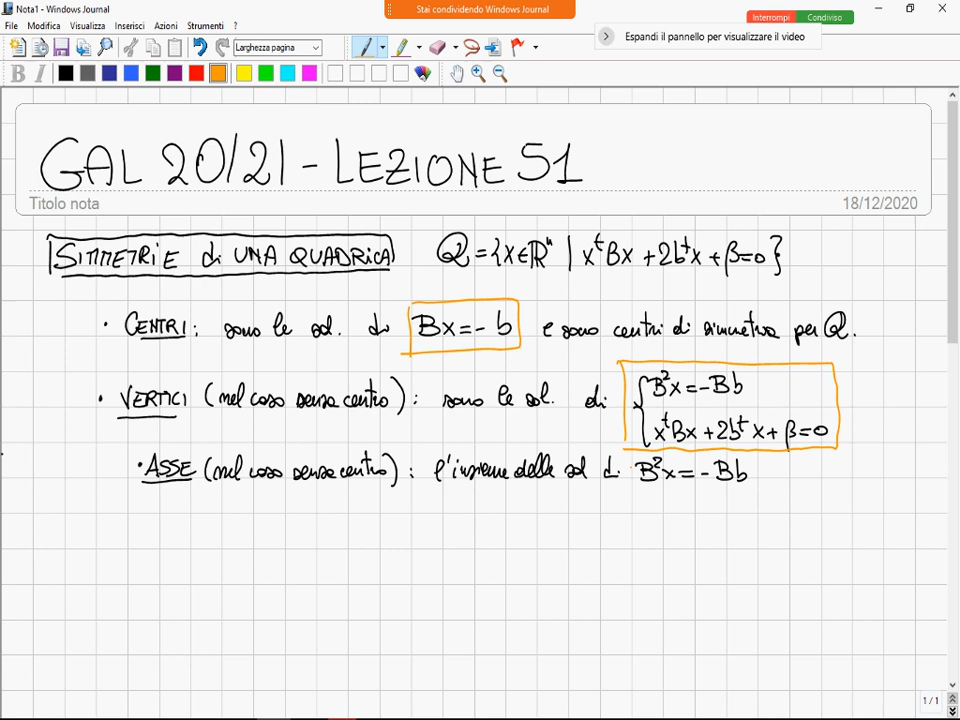 Nota1 - Windows Journal
Stai condividendo Windows Journal
Interrompi Condiviso
File Modifica Visualizza Inserisci Azioni Strumenti ?
Espandi il pannello per visualizzare il video
Larghezza pagina
GAL 20/21 - LEZIONE 51
Titolo nota 18/12/2020
SIMMETRIE di UNA QUADRICA Q = {x∈ℝⁿ | xᵗBx + 2bᵗx + β=0}
• CENTRI: sono le sol. di Bx=-b e sono centri di simmetria per Q.
• VERTICI (nel caso senza centro): sono le sol. di { B²x=-Bb
xᵗBx + 2bᵗx + β=0
• ASSE (nel caso senza centro): l'insieme delle sol di B²x = -Bb
1 / 1